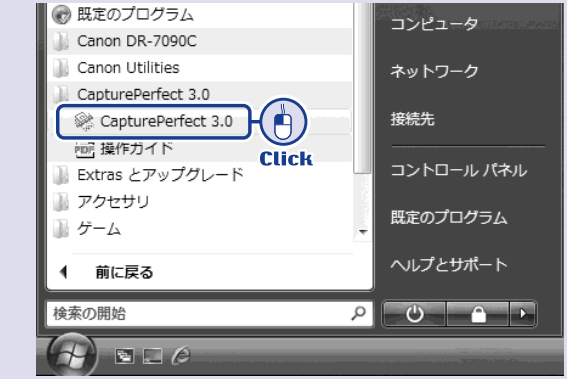 既定のプログラム
Canon DR-7090C
Canon Utilities
CapturePerfect 3.0
CapturePerfect 3.0
PDF 操作ガイド
Click
Extras とアップグレード
アクセサリ
ゲーム
前に戻る
検索の開始
コンピュータ
ネットワーク
接続先
コントロール パネル
既定のプログラム
ヘルプとサポート